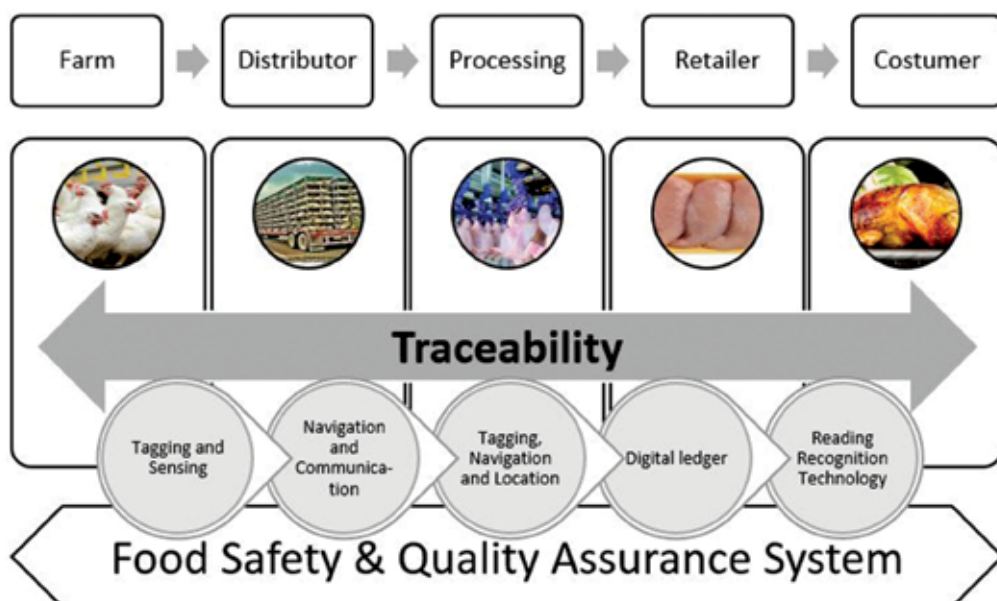 Farm
Distributor
Processing
Retailer
Costumer
Traceability
Tagging and
Sensing
Navigation
and
Communica-
tion
Tagging,
Navigation
and Location
Digital ledger
Reading
Recognition
Technology
Food Safety & Quality Assurance System